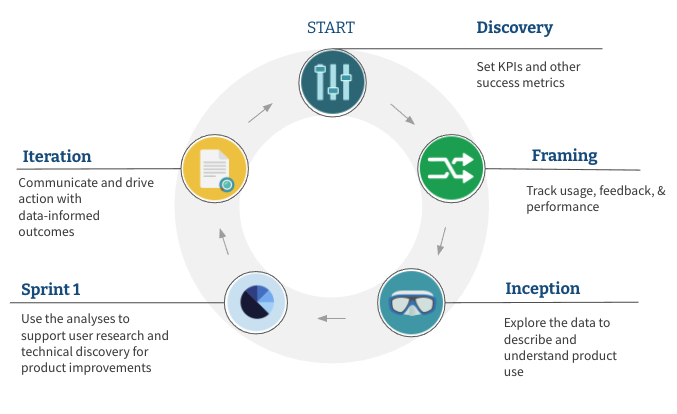 START
Discovery
Set KPIs and other
success metrics
Framing
Track usage, feedback, &
performance
Inception
Explore the data to
describe and
understand product
use
Sprint 1
Use the analyses to
support user research and
technical discovery for
product improvements
Iteration
Communicate and drive
action with
data-informed
outcomes